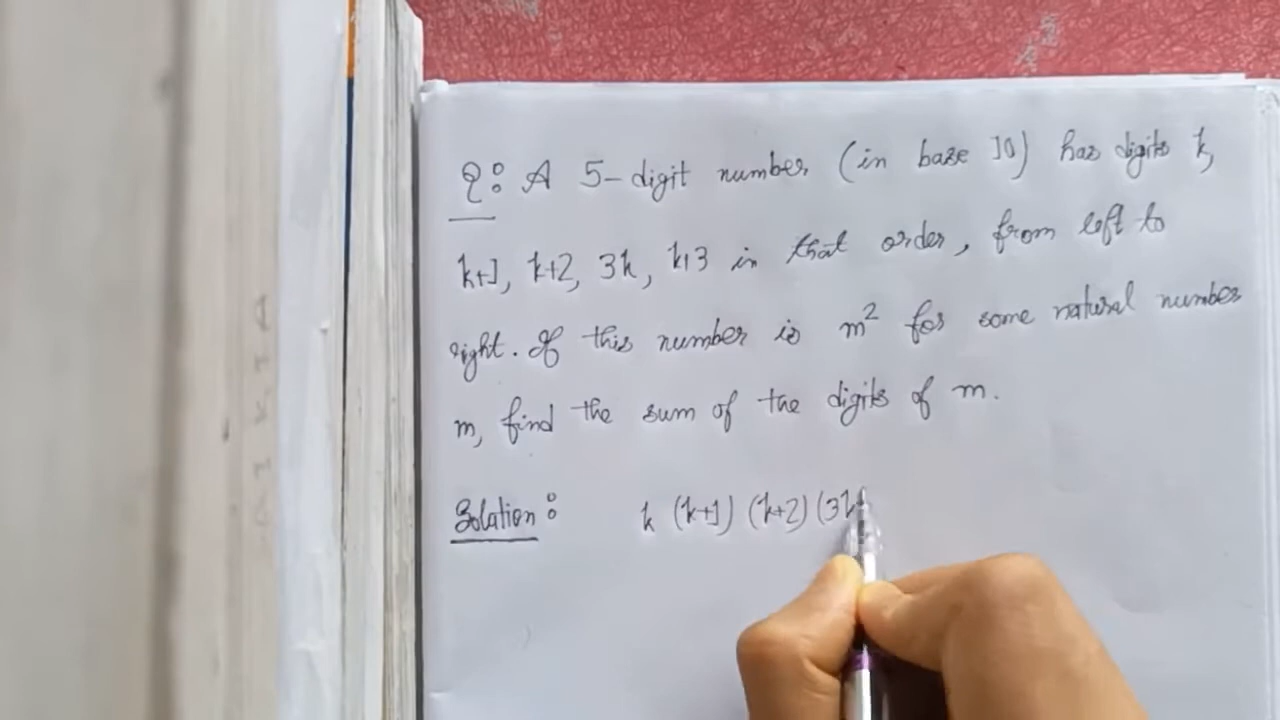 Q: A 5-digit number (in base 10) has digits k,
k+1, k+2, 3k, k+3 in that order, from left to
right. If this number is m² for some natural number
m, find the sum of the digits of m.
Solution: k (k+1) (k+2) (3k